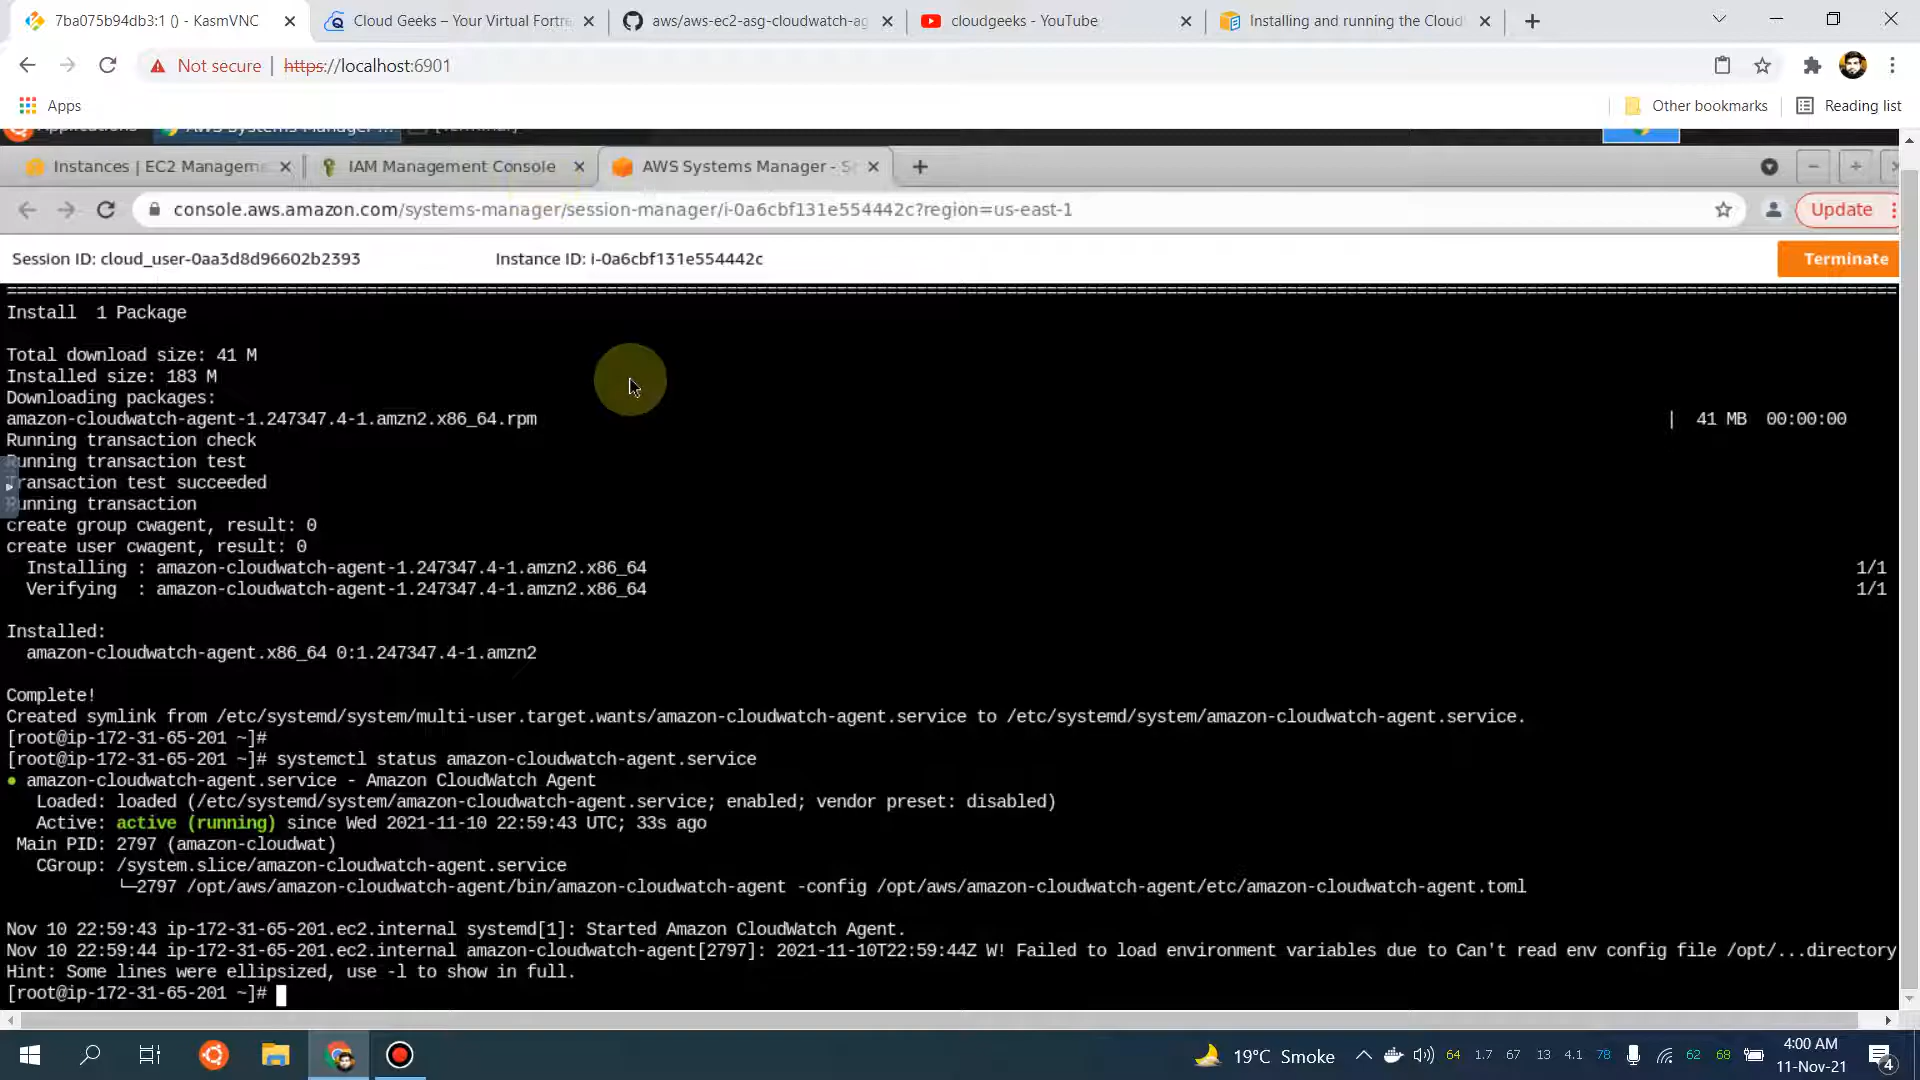 7ba075b94db3:1 () - KasmVNC
Cloud Geeks – Your Virtual Fortre
aws/aws-ec2-asg-cloudwatch-ag
cloudgeeks - YouTube
Installing and running the Cloud
Not secure | https://localhost:6901
Apps
Other bookmarks
Reading list
Instances | EC2 Manageme
IAM Management Console
AWS Systems Manager - S
console.aws.amazon.com/systems-manager/session-manager/i-0a6cbf131e554442c?region=us-east-1
Update
Session ID: cloud_user-0aa3d8d96602b2393
Instance ID: i-0a6cbf131e554442c
Terminate
Install  1 Package
Total download size: 41 M
Installed size: 183 M
Downloading packages:
amazon-cloudwatch-agent-1.247347.4-1.amzn2.x86_64.rpm | 41 MB 00:00:00
Running transaction check
Running transaction test
Transaction test succeeded
Running transaction
create group cwagent, result: 0
create user cwagent, result: 0
Installing : amazon-cloudwatch-agent-1.247347.4-1.amzn2.x86_64 1/1
Verifying  : amazon-cloudwatch-agent-1.247347.4-1.amzn2.x86_64 1/1
Installed:
amazon-cloudwatch-agent.x86_64 0:1.247347.4-1.amzn2
Complete!
Created symlink from /etc/systemd/system/multi-user.target.wants/amazon-cloudwatch-agent.service to /etc/systemd/system/amazon-cloudwatch-agent.service.
[root@ip-172-31-65-201 ~]#
[root@ip-172-31-65-201 ~]# systemctl status amazon-cloudwatch-agent.service
● amazon-cloudwatch-agent.service - Amazon CloudWatch Agent
Loaded: loaded (/etc/systemd/system/amazon-cloudwatch-agent.service; enabled; vendor preset: disabled)
Active: active (running) since Wed 2021-11-10 22:59:43 UTC; 33s ago
Main PID: 2797 (amazon-cloudwat)
CGroup: /system.slice/amazon-cloudwatch-agent.service
└─2797 /opt/aws/amazon-cloudwatch-agent/bin/amazon-cloudwatch-agent -config /opt/aws/amazon-cloudwatch-agent/etc/amazon-cloudwatch-agent.toml
Nov 10 22:59:43 ip-172-31-65-201.ec2.internal systemd[1]: Started Amazon CloudWatch Agent.
Nov 10 22:59:44 ip-172-31-65-201.ec2.internal amazon-cloudwatch-agent[2797]: 2021-11-10T22:59:44Z W! Failed to load environment variables due to Can't read env config file /opt/...directory
Hint: Some lines were ellipsized, use -l to show in full.
[root@ip-172-31-65-201 ~]#
19°C Smoke
64 1.7 67 13 4.1 78
62 68
4:00 AM
11-Nov-21
4